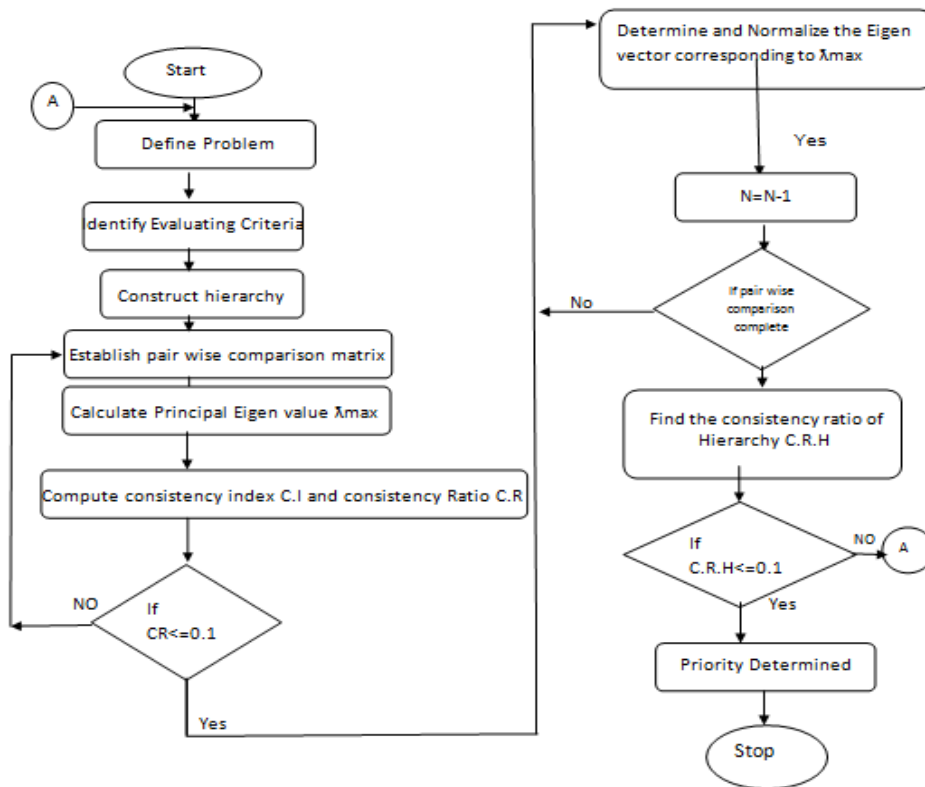 Start
A
Define Problem
Identify Evaluating Criteria
Construct hierarchy
Establish pair wise comparison matrix
Calculate Principal Eigen value ƛmax
Compute consistency index C.I and consistency Ratio C.R
NO
If
CR<=0.1
Yes
Determine and Normalize the Eigen
vector corresponding to ƛmax
Yes
N=N-1
No
If pair wise
comparison
complete
Find the consistency ratio of
Hierarchy C.R.H
If
C.R.H<=0.1
NO
A
Yes
Priority Determined
Stop